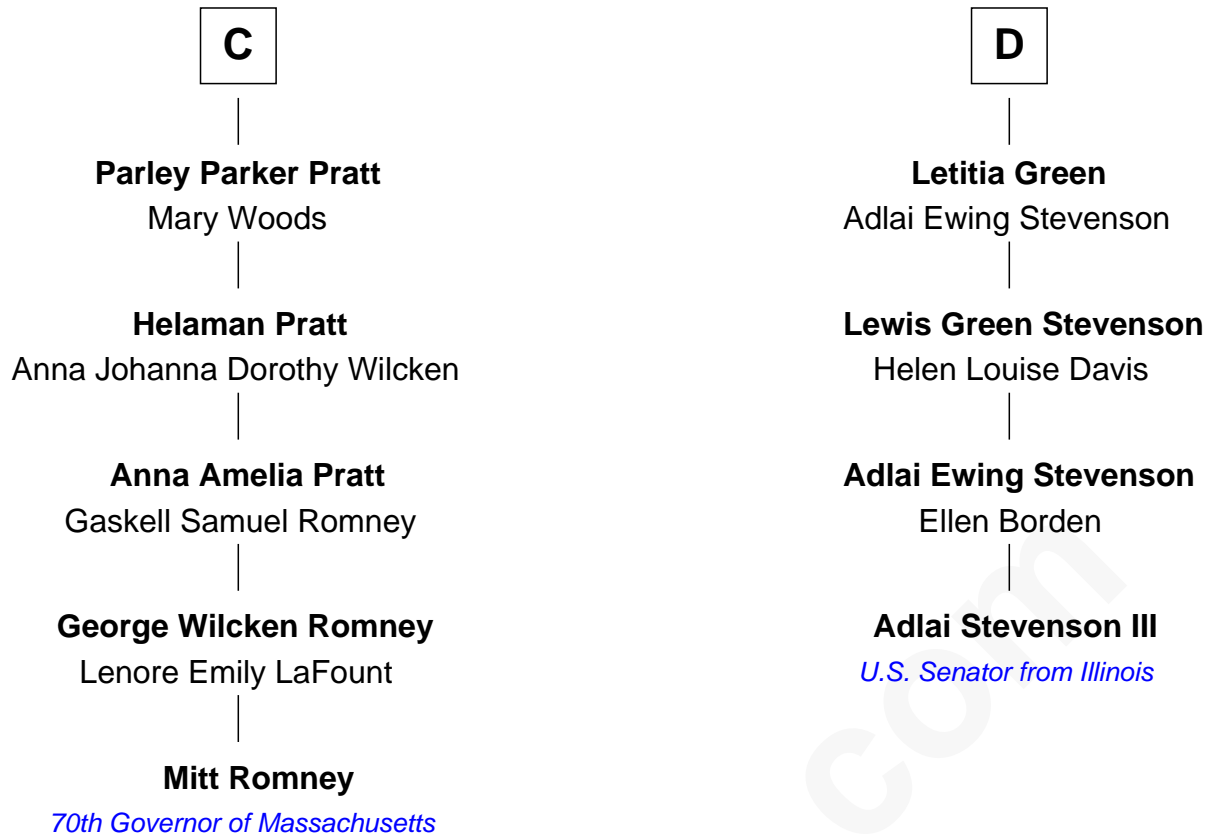 C
Parley Parker Pratt
Mary Woods
Helaman Pratt
Anna Johanna Dorothy Wilcken
Anna Amelia Pratt
Gaskell Samuel Romney
George Wilcken Romney
Lenore Emily LaFount
Mitt Romney
70th Governor of Massachusetts
D
Letitia Green
Adlai Ewing Stevenson
Lewis Green Stevenson
Helen Louise Davis
Adlai Ewing Stevenson
Ellen Borden
Adlai Stevenson III
U.S. Senator from Illinois
com